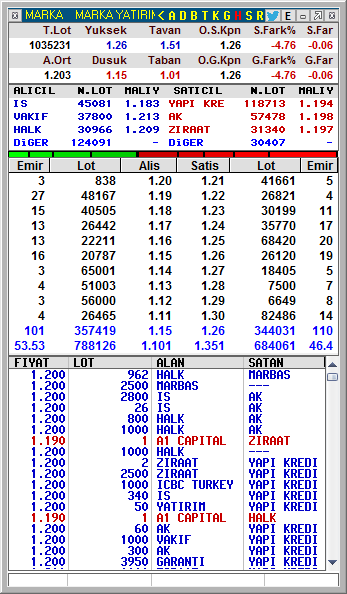 MARKA MARKA YATIRIM < A D B T K G H S R E
T.Lot Yuksek Tavan O.S.Kpn S.Fark% S.Far
1035231 1.26 1.51 1.26 -4.76 -0.06
A.Ort Dusuk Taban O.G.Kpn G.Fark% G.Far
1.203 1.15 1.01 1.26 -4.76 -0.06
ALICIL N.LOT MALIY SATICIL N.LOT MALIY
IS 45081 1.183 YAPI KRE 118713 1.194
VAKIF 37800 1.213 AK 57478 1.198
HALK 30966 1.209 ZIRAAT 31340 1.197
DiGER 124091 - DiGER 30407 -
Emir Lot Alis Satis Lot Emir
3 838 1.20 1.21 41661 5
27 48167 1.19 1.22 26821 4
15 40505 1.18 1.23 30199 11
13 26442 1.17 1.24 35770 17
13 22211 1.16 1.25 68420 20
16 20787 1.15 1.26 26120 19
3 65001 1.14 1.27 18405 5
4 51003 1.13 1.28 7500 7
3 56000 1.12 1.29 6649 8
4 26465 1.11 1.30 82486 14
101 357419 1.15 1.26 344031 110
53.53 788126 1.101 1.351 684061 46.4
FIYAT LOT ALAN SATAN
1.200 962 HALK MARBAS
1.200 2500 MARBAS ---
1.200 2800 IS AK
1.200 26 IS AK
1.200 800 HALK AK
1.200 1000 HALK AK
1.190 1 A1 CAPITAL ZIRAAT
1.200 1000 HALK ---
1.200 2 ZIRAAT YAPI KREDI
1.200 2500 ZIRAAT YAPI KREDI
1.200 1000 ICBC TURKEY YAPI KREDI
1.200 340 IS YAPI KREDI
1.200 50 YATIRIM YAPI KREDI
1.190 1 A1 CAPITAL HALK
1.200 60 AK YAPI KREDI
1.200 1000 VAKIF YAPI KREDI
1.200 300 AK YAPI KREDI
1.200 3950 GARANTI YAPI KREDI